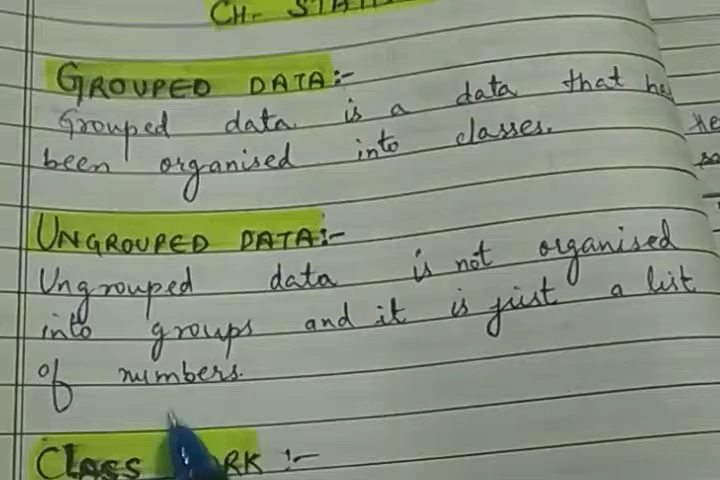 CH- STATI
GROUPED DATA:-
Grouped data is a data that ha
been organised into classes.
UNGROUPED DATA:-
Ungrouped data is not organised
into groups and it is just a list
of numbers.
CLASS RK :-